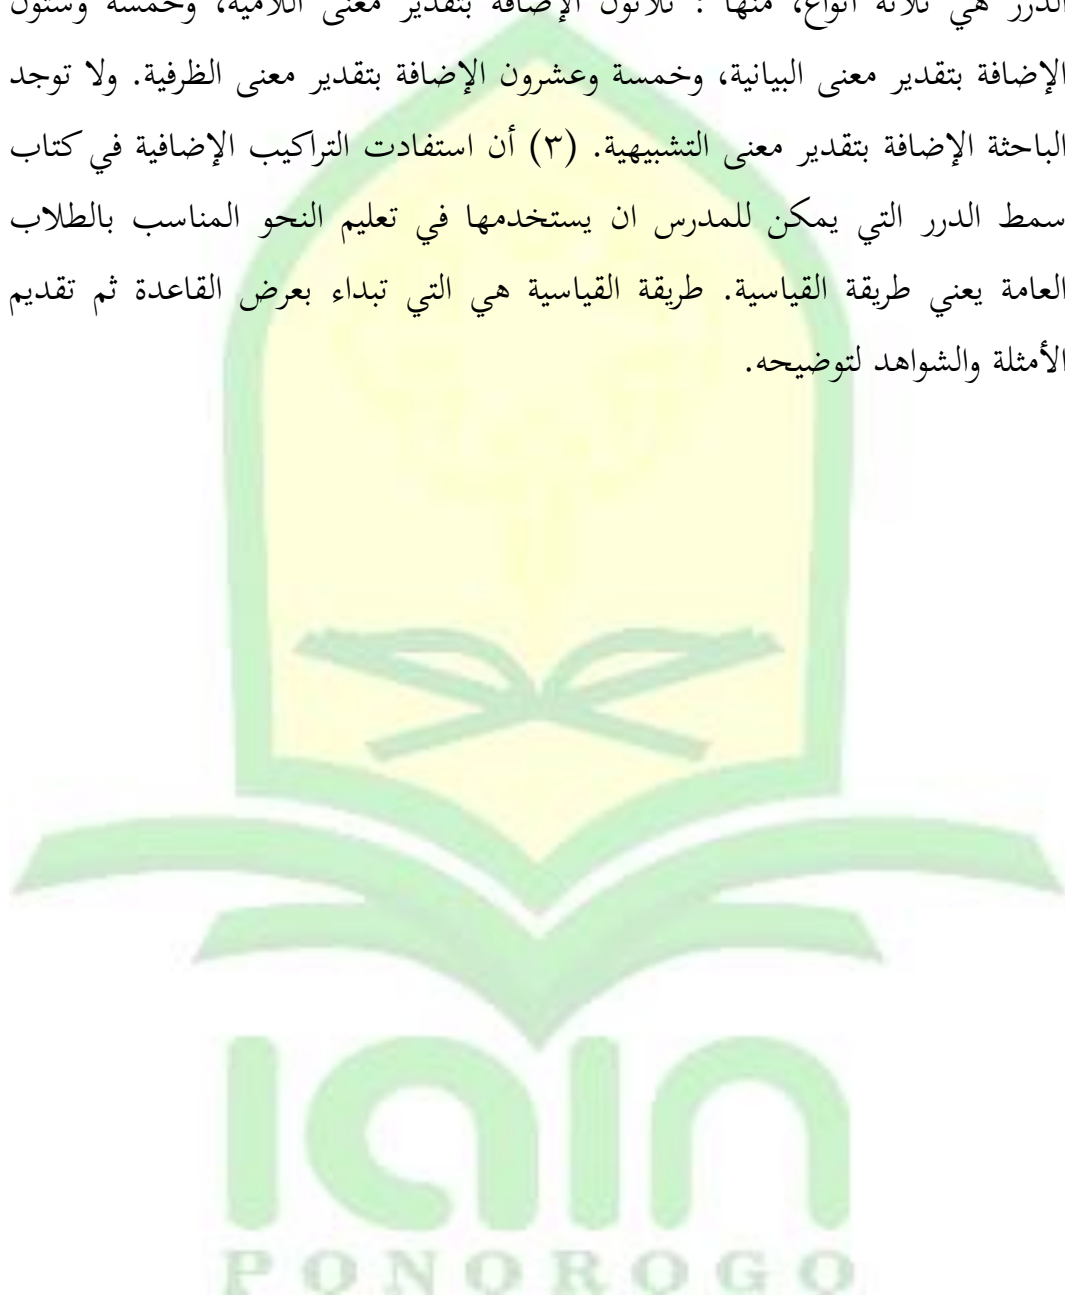 الدرر هي ثلاثة أنواع، منها : ثلاثون الإضافة بتقدير معنى اللامية، وخمسة وستون
الإضافة بتقدير معنى البيانية، وخمسة وعشرون الإضافة بتقدير معنى الظرفية. ولا توجد
الباحثة الإضافة بتقدير معنى التشبيهية. (٣) أن استفادت التراكيب الإضافية في كتاب
سمط الدرر التي يمكن للمدرس ان يستخدمها في تعليم النحو المناسب بالطلاب
العامة يعني طريقة القياسية. طريقة القياسية هي التي تبداء بعرض القاعدة ثم تقديم
الأمثلة والشواهد لتوضيحه.
iain
PONOROGO